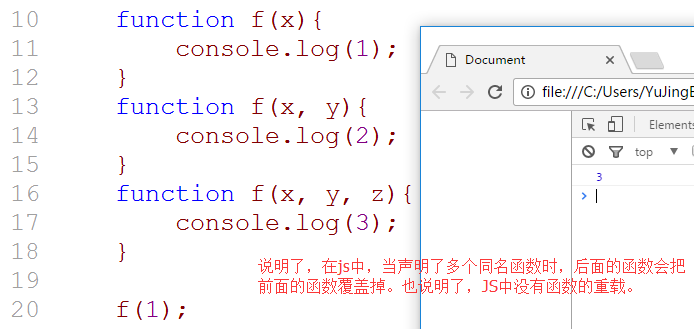 10 function f(x){
11 console.log(1);
12 }
13 function f(x, y){
14 console.log(2);
15 }
16 function f(x, y, z){
17 console.log(3);
18 }
19
20 f(1);
Document
file:///C:/Users/YuJingB
Elements
top
3
说明了，在js中，当声明了多个同名函数时，后面的函数会把
前面的函数覆盖掉。也说明了，JS中没有函数的重载。